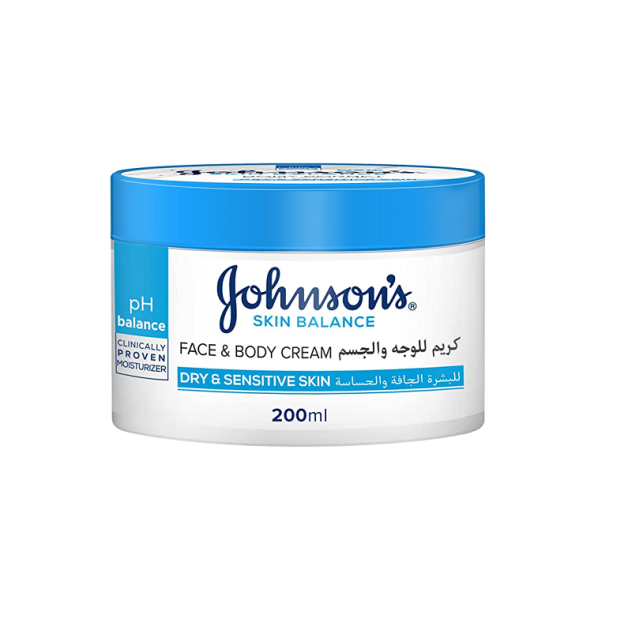 Johnson's®
SKIN BALANCE
pH
balance
CLINICALLY
PROVEN
MOISTURIZER
FACE & BODY CREAM كريم للوجه والجسم
DRY & SENSITIVE SKIN للبشرة الجافة والحساسة
200ml